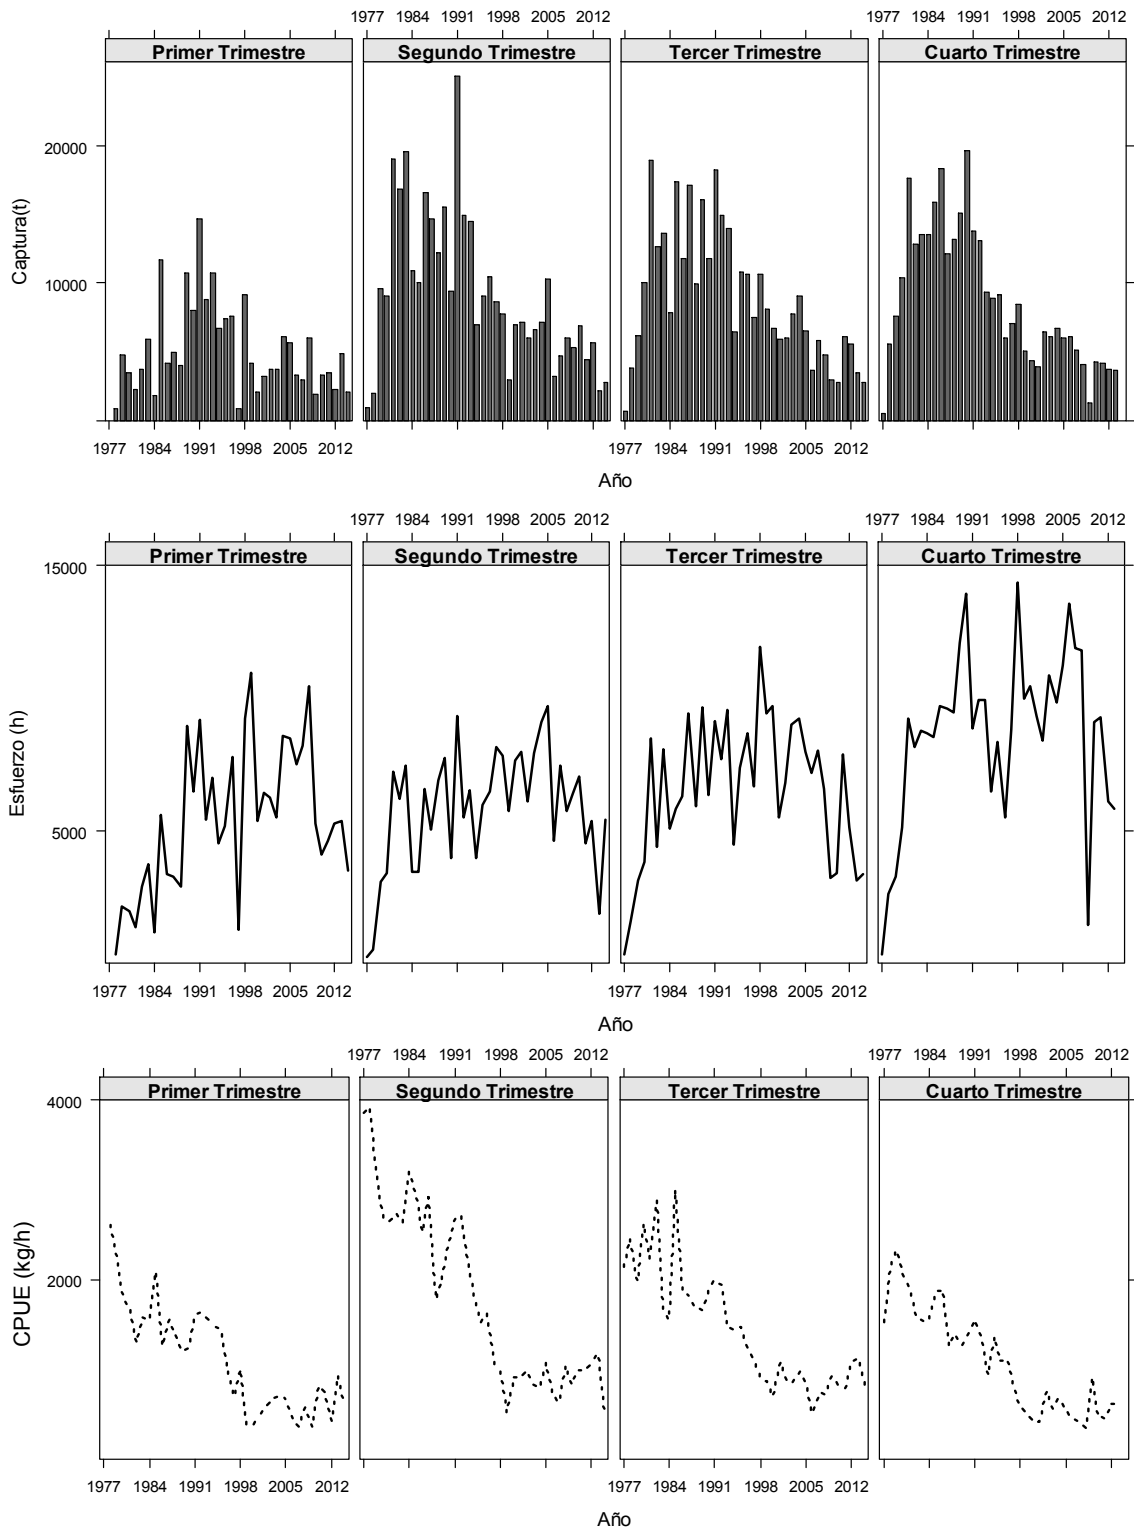 1977 1984 1991 1998 2005 2012 1977 1984 1991 1998 2005 2012
Primer Trimestre Segundo Trimestre Tercer Trimestre Cuarto Trimestre
20000
10000
Captura(t)
1977 1984 1991 1998 2005 2012 1977 1984 1991 1998 2005 2012
Año
1977 1984 1991 1998 2005 2012 1977 1984 1991 1998 2005 2012
Primer Trimestre Segundo Trimestre Tercer Trimestre Cuarto Trimestre
15000
5000
Esfuerzo (h)
1977 1984 1991 1998 2005 2012 1977 1984 1991 1998 2005 2012
Año
1977 1984 1991 1998 2005 2012 1977 1984 1991 1998 2005 2012
Primer Trimestre Segundo Trimestre Tercer Trimestre Cuarto Trimestre
4000
2000
CPUE (kg/h)
1977 1984 1991 1998 2005 2012 1977 1984 1991 1998 2005 2012
Año